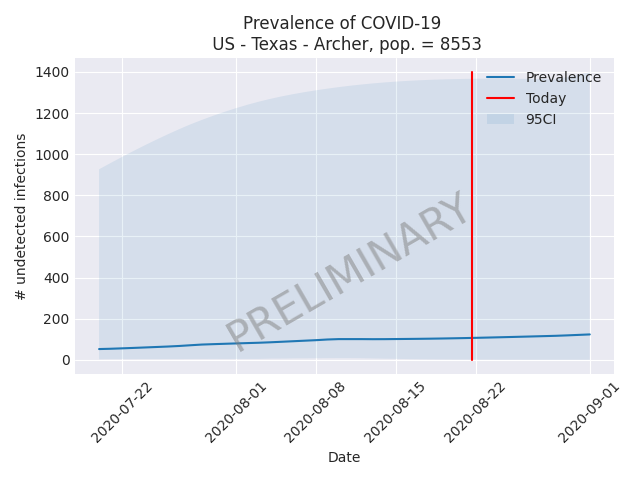 Prevalence of COVID-19
US - Texas - Archer, pop. = 8553
1400
1200
1000
800
600
400
200
0
# undetected infections
Prevalence
Today
95CI
PRELIMINARY
2020-07-22
2020-08-01
2020-08-08
2020-08-15
2020-08-22
2020-09-01
Date